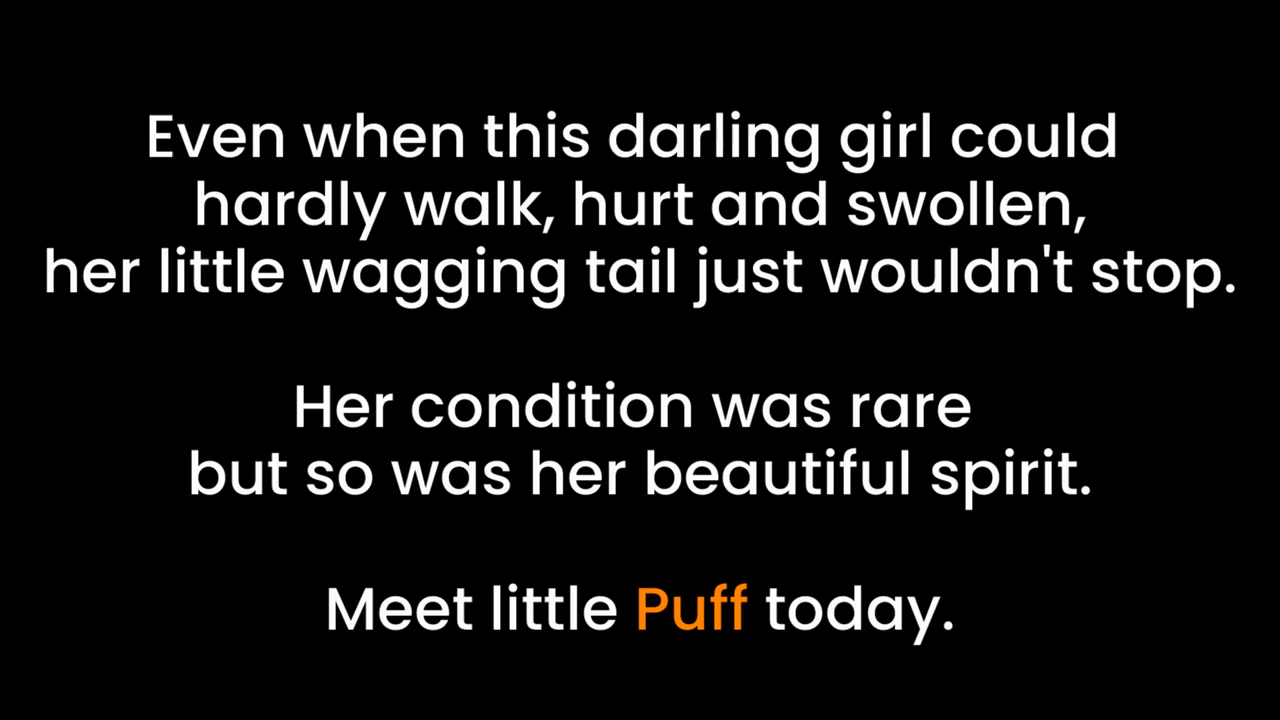 Even when this darling girl could
hardly walk, hurt and swollen,
her little wagging tail just wouldn't stop.
Her condition was rare
but so was her beautiful spirit.
Meet little Puff today.